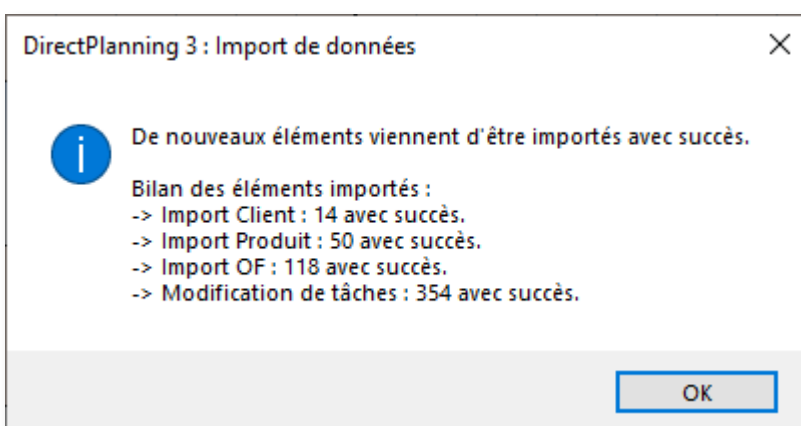 DirectPlanning 3 : Import de données
De nouveaux éléments viennent d'être importés avec succès.
Bilan des éléments importés :
-> Import Client : 14 avec succès.
-> Import Produit : 50 avec succès.
-> Import OF : 118 avec succès.
-> Modification de tâches : 354 avec succès.
OK